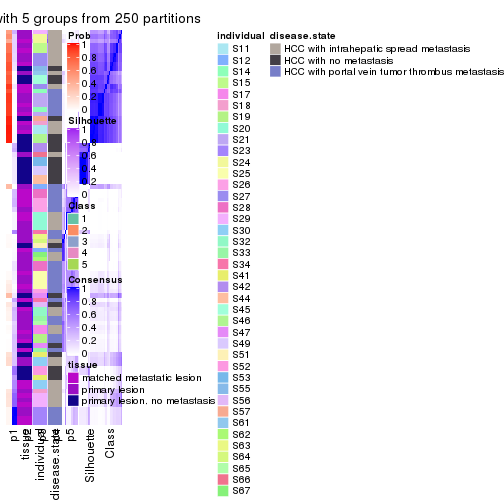 with 5 groups from 250 partitions
Prob
1
0.8
0.6
0.4
0.2
0
Silhouette
1
0.8
0.6
0.4
0.2
0
Class
1
2
3
4
5
Consensus
1
0.8
0.6
0.4
0.2
0
tissue
matched metastatic lesion
primary lesion
primary lesion. no metastasis
individual
S11
S12
S14
S15
S17
S18
S19
S20
S21
S23
S24
S25
S26
S27
S28
S29
S30
S32
S33
S34
S41
S42
S44
S45
S46
S47
S49
S51
S52
S53
S55
S56
S57
S61
S62
S63
S64
S65
S66
S67
disease.state
HCC with intrahepatic spread metastasis
HCC with no metastasis
HCC with portal vein tumor thrombus metastasis
p1
tissue
individual
disease.state
p5
Silhouette
Class